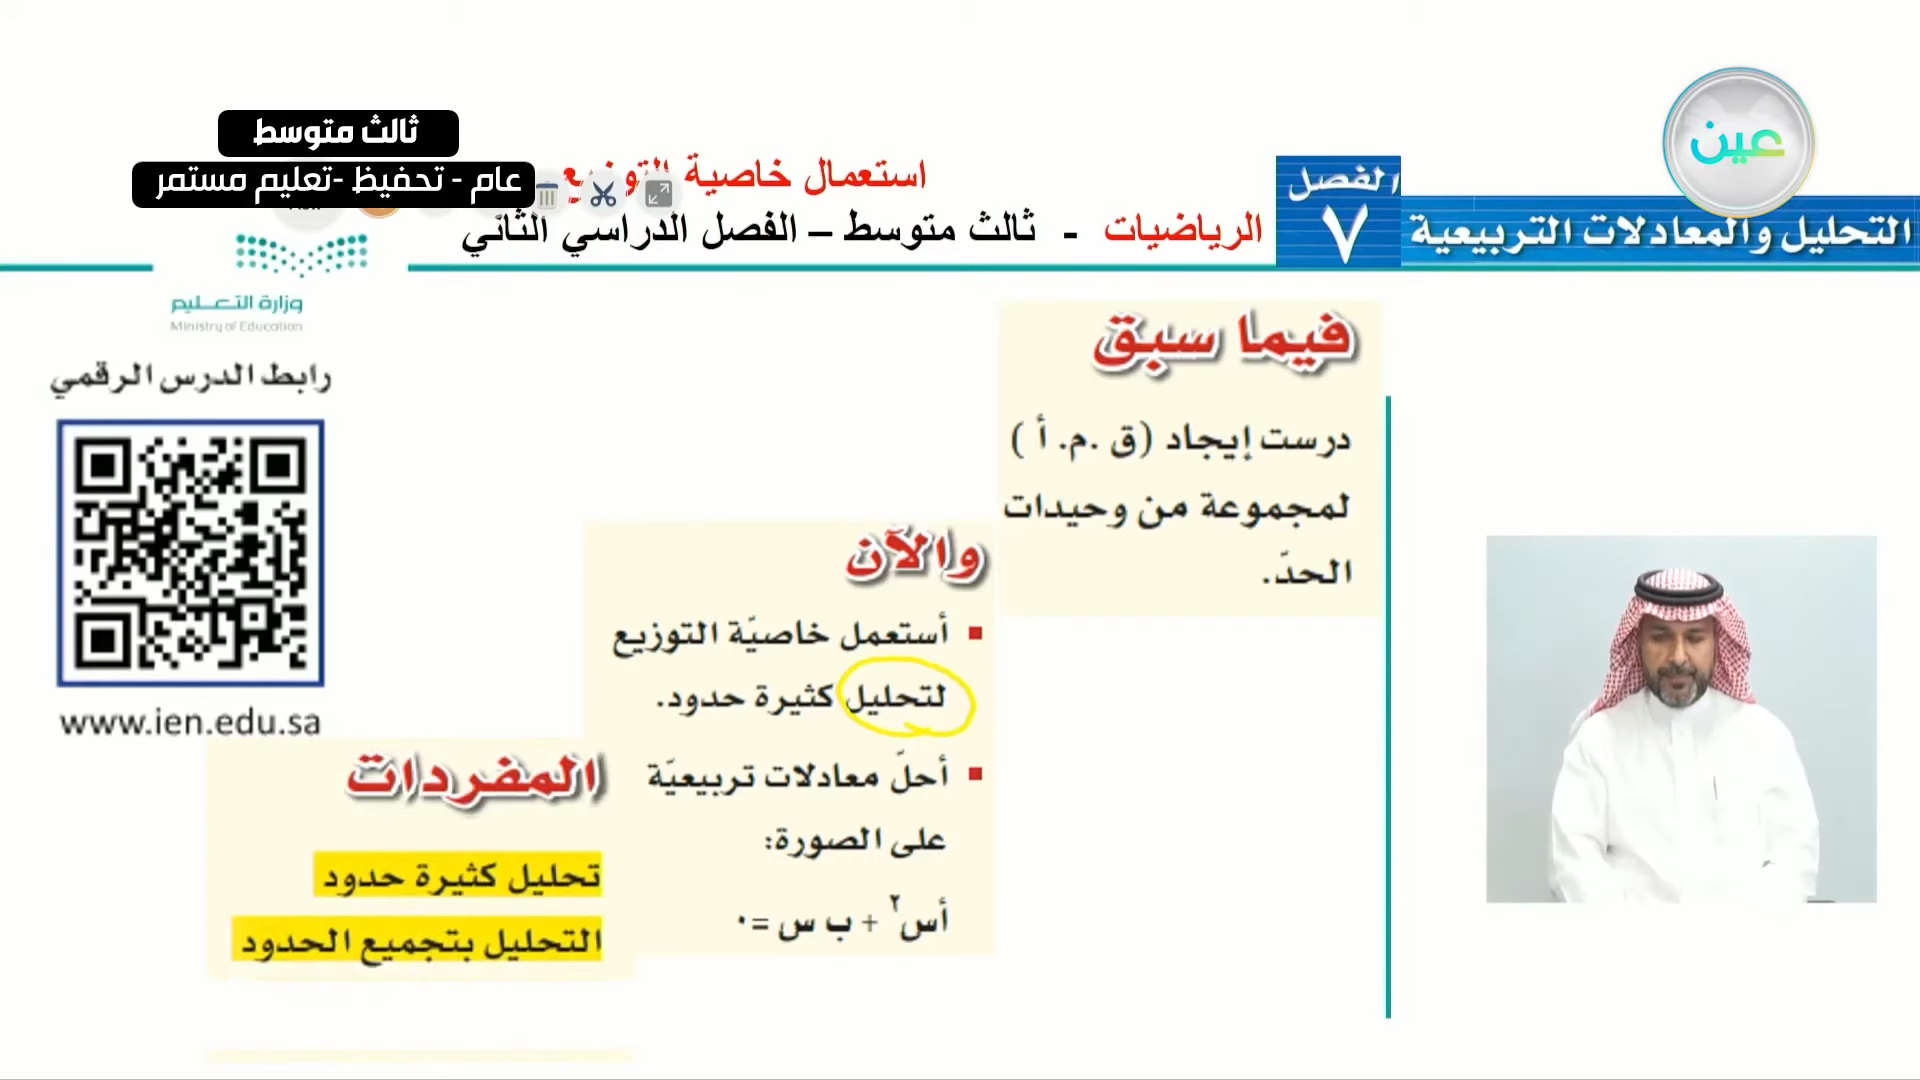 عين
ثالث متوسط
عام - تحفيظ -تعليم مستمر
استعمال خاصية التوزيع
الفصل
٧
التحليل والمعادلات التربيعية
الرياضيات - ثالث متوسط – الفصل الدراسي الثاني
وزارة التعليم
Ministry of Education
رابط الدرس الرقمي
www.ien.edu.sa
فيما سبق
درست إيجاد (ق .م. أ )
لمجموعة من وحيدات
الحدّ.
والآن
أستعمل خاصيّة التوزيع
لتحليل كثيرة حدود.
أحلّ معادلات تربيعيّة
على الصورة:
أس٢ + ب س = ٠
المفردات
تحليل كثيرة حدود
التحليل بتجميع الحدود